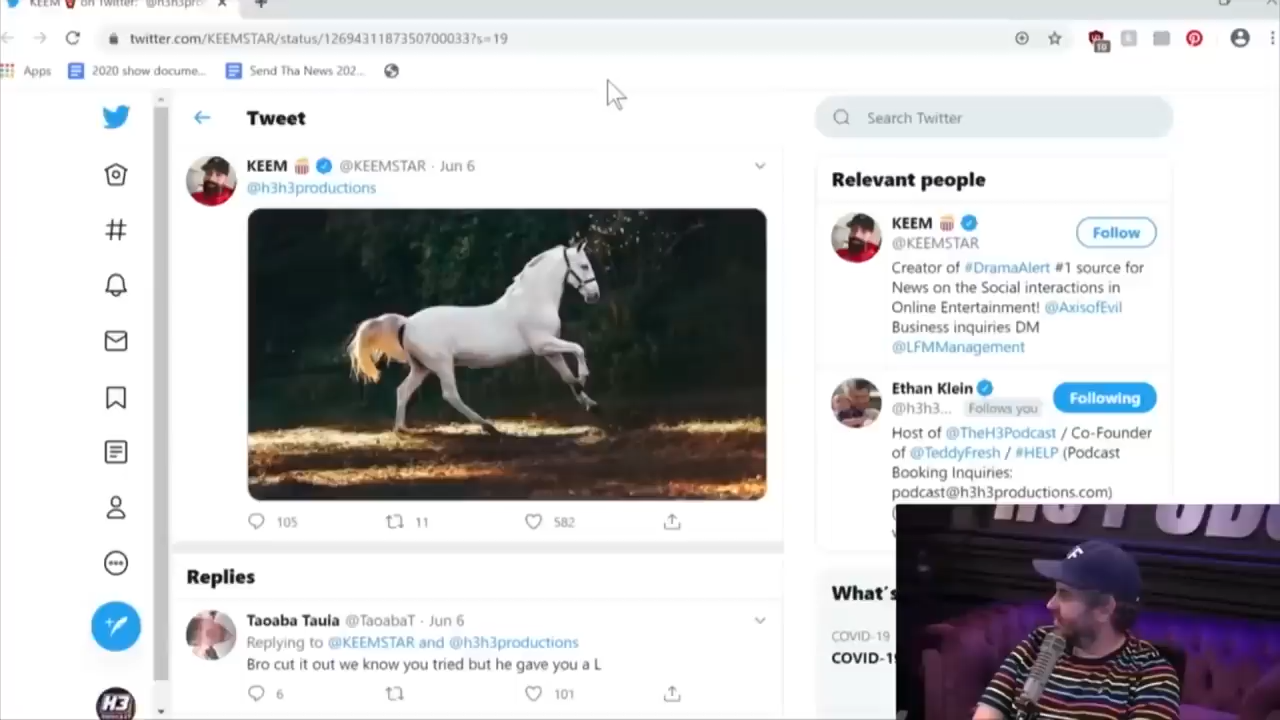 KEEM on Twitter: "@h3h3pro
twitter.com/KEEMSTAR/status/1269431187350700033?s=19
10
Apps
2020 show docume...
Send Tha News 202...
Tweet
Search Twitter
KEEM @KEEMSTAR · Jun 6
@h3h3productions
105
11
582
Relevant people
KEEM
Follow
@KEEMSTAR
Creator of #DramaAlert #1 source for
News on the Social interactions in
Online Entertainment! @AxisofEvil
Business inquiries DM
@LFMManagement
Ethan Klein
Following
@h3h3... Follows you
Host of @TheH3Podcast / Co-Founder
of @TeddyFresh / #HELP (Podcast
Booking Inquiries:
podcast@h3h3productions.com)
Replies
Taoaba Taula @TaoabaT · Jun 6
Replying to @KEEMSTAR and @h3h3productions
Bro cut it out we know you tried but he gave you a L
6
101
What's
COVID-19
COVID-19
H3
PODCAST